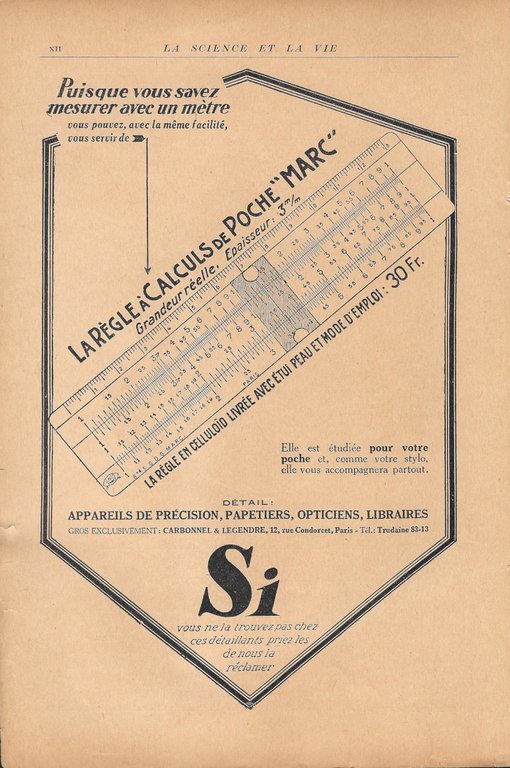 XII
LA SCIENCE ET LA VIE
Puisque vous savez
mesurer avec un mètre
vous pouvez, avec la même facilité,
vous servir de
LA RÈGLE À CALCULS DE POCHE "MARC"
Grandeur réelle, Epaisseur: 3 m/m
PARIS
LA RÈGLE EN CELLULOÏD LIVRÉE AVEC ÉTUI PEAU ET MODE D'EMPLOI: 30 Fr.
Elle est étudiée pour votre
poche et, comme votre stylo,
elle vous accompagnera partout.
DÉTAIL:
APPAREILS DE PRÉCISION, PAPETIERS, OPTICIENS, LIBRAIRES
GROS EXCLUSIVEMENT: CARBONNEL & LEGENDRE, 12, rue Condorcet, Paris - Tél.: Trudaine 83-13
Si
vous ne la trouvez pas chez
ces détaillants priez les
de nous la
réclamer